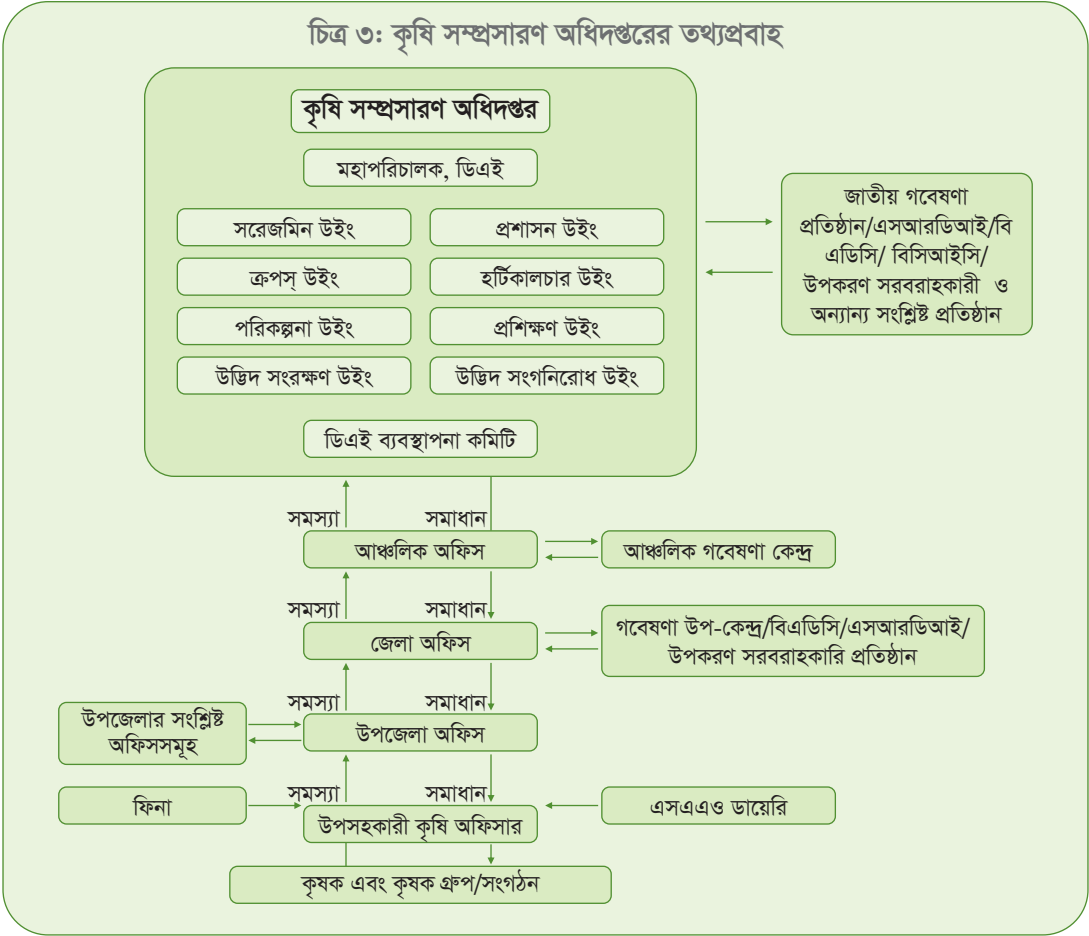 চিত্র ৩: কৃষি সম্প্রসারণ অধিদপ্তরের তথ্যপ্রবাহ
কৃষি সম্প্রসারণ অধিদপ্তর
মহাপরিচালক, ডিএই
সরেজমিন উইং
প্রশাসন উইং
ক্রপস্ উইং
হর্টিকালচার উইং
পরিকল্পনা উইং
প্রশিক্ষণ উইং
উদ্ভিদ সংরক্ষণ উইং
উদ্ভিদ সংগনিরোধ উইং
ডিএই ব্যবস্থাপনা কমিটি
জাতীয় গবেষণা
প্রতিষ্ঠান/এসআরডিআই/বি
এডিসি/ বিসিআইসি/
উপকরণ সরবরাহকারী ও
অন্যান্য সংশ্লিষ্ট প্রতিষ্ঠান
সমস্যা
সমাধান
আঞ্চলিক অফিস
আঞ্চলিক গবেষণা কেন্দ্র
সমস্যা
সমাধান
জেলা অফিস
গবেষণা উপ-কেন্দ্র/বিএডিসি/এসআরডিআই/
উপকরণ সরবরাহকারি প্রতিষ্ঠান
সমস্যা
সমাধান
উপজেলার সংশ্লিষ্ট
অফিসসমূহ
উপজেলা অফিস
সমস্যা
সমাধান
ফিনা
এসএএও ডায়েরি
উপসহকারী কৃষি অফিসার
কৃষক এবং কৃষক গ্রুপ/সংগঠন